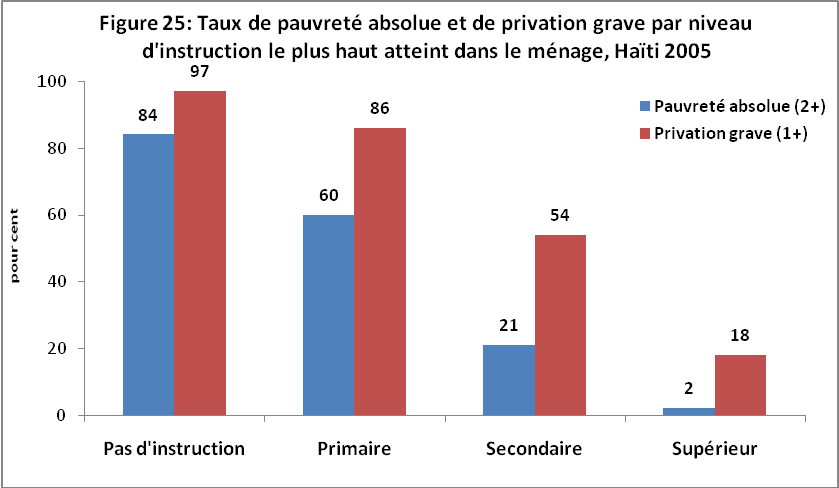 Figure 25: Taux de pauvreté absolue et de privation grave par niveau
d'instruction le plus haut atteint dans le ménage, Haïti 2005
pour cent
100
80
60
40
20
0
84
97
60
86
21
54
2
18
Pauvreté absolue (2+)
Privation grave (1+)
Pas d'instruction
Primaire
Secondaire
Supérieur